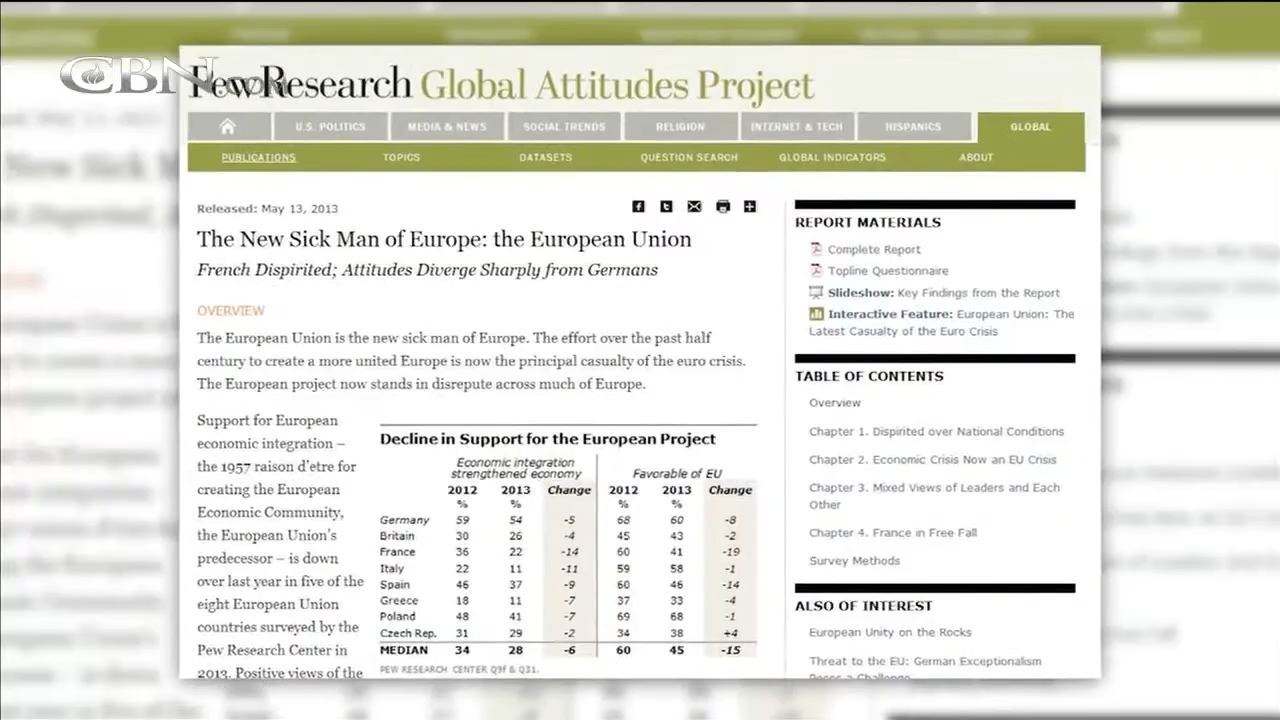 CBN
PewResearch Global Attitudes Project
U.S. POLITICS MEDIA & NEWS SOCIAL TRENDS RELIGION INTERNET & TECH HISPANICS GLOBAL
PUBLICATIONS TOPICS DATASETS QUESTION SEARCH GLOBAL INDICATORS ABOUT
Released: May 13, 2013
The New Sick Man of Europe: the European Union
French Dispirited; Attitudes Diverge Sharply from Germans
OVERVIEW
The European Union is the new sick man of Europe. The effort over the past half
century to create a more united Europe is now the principal casualty of the euro crisis.
The European project now stands in disrepute across much of Europe.
Support for European
economic integration –
the 1957 raison d'etre for
creating the European
Economic Community,
the European Union's
predecessor – is down
over last year in five of the
eight European Union
countries surveyed by the
Pew Research Center in
2013. Positive views of the
Decline in Support for the European Project
Economic integration
strengthened economy Favorable of EU
2012 2013 Change 2012 2013 Change
% % % %
Germany 59 54 -5 68 60 -8
Britain 30 26 -4 45 43 -2
France 36 22 -14 60 41 -19
Italy 22 11 -11 59 58 -1
Spain 46 37 -9 60 46 -14
Greece 18 11 -7 37 33 -4
Poland 48 41 -7 69 68 -1
Czech Rep. 31 29 -2 34 38 +4
MEDIAN 34 28 -6 60 45 -15
PEW RESEARCH CENTER Q9f & Q31.
REPORT MATERIALS
Complete Report
Topline Questionnaire
Slideshow: Key Findings from the Report
Interactive Feature: European Union: The
Latest Casualty of the Euro Crisis
TABLE OF CONTENTS
Overview
Chapter 1. Dispirited over National Conditions
Chapter 2. Economic Crisis Now an EU Crisis
Chapter 3. Mixed Views of Leaders and Each
Other
Chapter 4. France in Free Fall
Survey Methods
ALSO OF INTEREST
European Unity on the Rocks
Threat to the EU: German Exceptionalism
Poses a Challenge